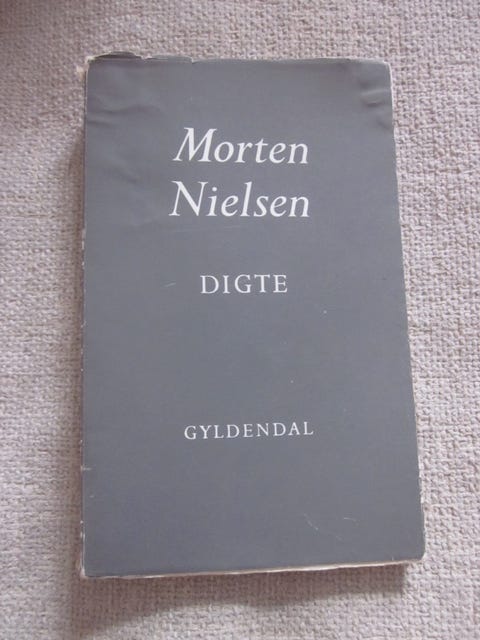 Morten
Nielsen
DIGTE
GYLDENDAL